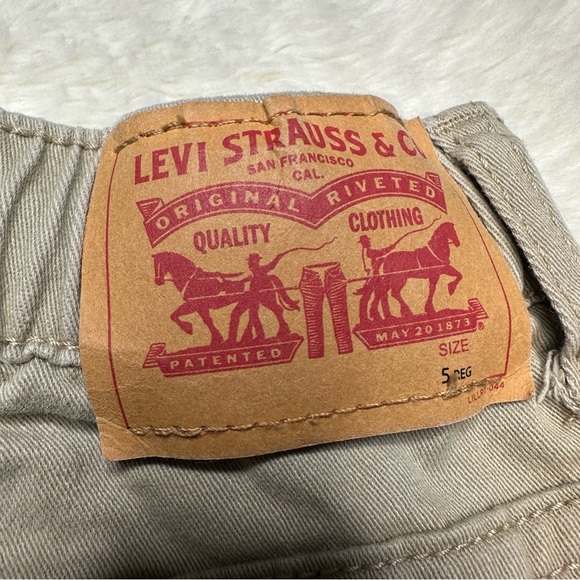 LEVI STRAUSS & CO
SAN FRANCISCO
CAL.
ORIGINAL RIVETED
QUALITY CLOTHING
PATENTED MAY 20 1873 ®
SIZE
5 REG